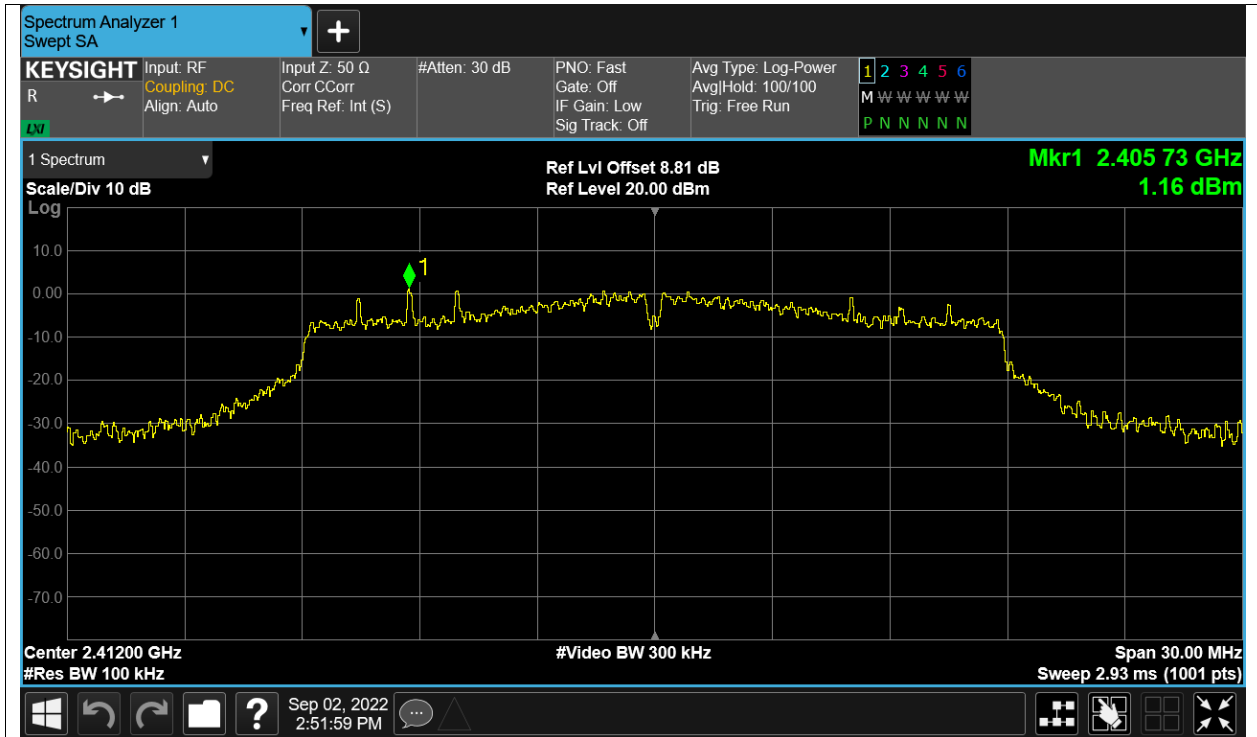 Spectrum Analyzer 1
Swept SA
KEYSIGHT
R
LXI
Input: RF
Coupling: DC
Align: Auto
Input Z: 50 Ω
Corr CCorr
Freq Ref: Int (S)
#Atten: 30 dB
PNO: Fast
Gate: Off
IF Gain: Low
Sig Track: Off
Avg Type: Log-Power
Avg|Hold: 100/100
Trig: Free Run
1 2 3 4 5 6
M W W W W W
P N N N N N
1 Spectrum
Scale/Div 10 dB
Log
Ref Lvl Offset 8.81 dB
Ref Level 20.00 dBm
Mkr1 2.405 73 GHz
1.16 dBm
1
10.0
0.00
-10.0
-20.0
-30.0
-40.0
-50.0
-60.0
-70.0
Center 2.41200 GHz
#Res BW 100 kHz
#Video BW 300 kHz
Span 30.00 MHz
Sweep 2.93 ms (1001 pts)
?
Sep 02, 2022
2:51:59 PM